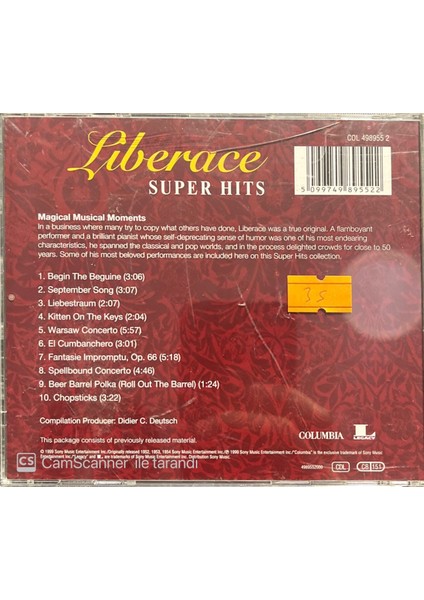 Liberace
SUPER HITS
COL 498955 2
5 099749 895522
Magical Musical Moments
In a business where many try to copy what others have done, Liberace was a true original. A flamboyant
performer and a brilliant pianist whose self-deprecating sense of humor was one of his most endearing
characteristics, he spanned the classical and pop worlds, and in the process delighted crowds for close to 50
years. Some of his most beloved performances are included here on this Super Hits collection.
35
1. Begin The Beguine (3:06)
2. September Song (3:07)
3. Liebestraum (2:07)
4. Kitten On The Keys (2:04)
5. Warsaw Concerto (5:57)
6. El Cumbanchero (3:01)
7. Fantasie Impromptu, Op. 66 (5:18)
8. Spellbound Concerto (4:46)
9. Beer Barrel Polka (Roll Out The Barrel) (1:24)
10. Chopsticks (3:22)
Compilation Producer: Didier C. Deutsch
This package consists of previously released material.
COLUMBIA
LEGACY
CS CamScanner ile tarandı